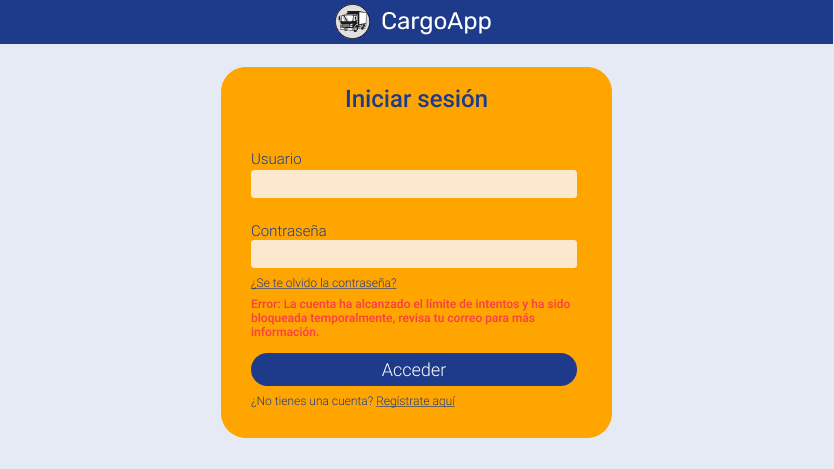 CargoApp
Iniciar sesión
Usuario
Contraseña
¿Se te olvido la contraseña?
Error: La cuenta ha alcanzado el límite de intentos y ha sido
bloqueada temporalmente, revisa tu correo para más
información.
Acceder
¿No tienes una cuenta? Regístrate aquí